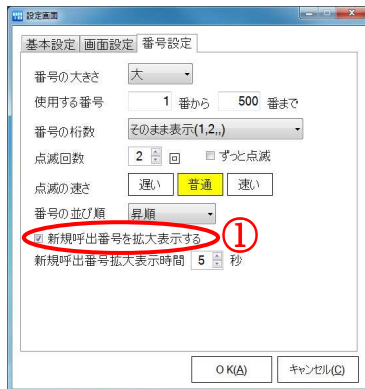 設定画面
基本設定 画面設定 番号設定
番号の大きさ 大
使用する番号 1 番から 500 番まで
番号の桁数 そのまま表示(1,2,,)
点滅回数 2 回 ずっと点滅
点滅の速さ 遅い 普通 速い
番号の並び順 昇順
新規呼出番号を拡大表示する ①
新規呼出番号拡大表示時間 5 秒
OK(A) キャンセル(C)